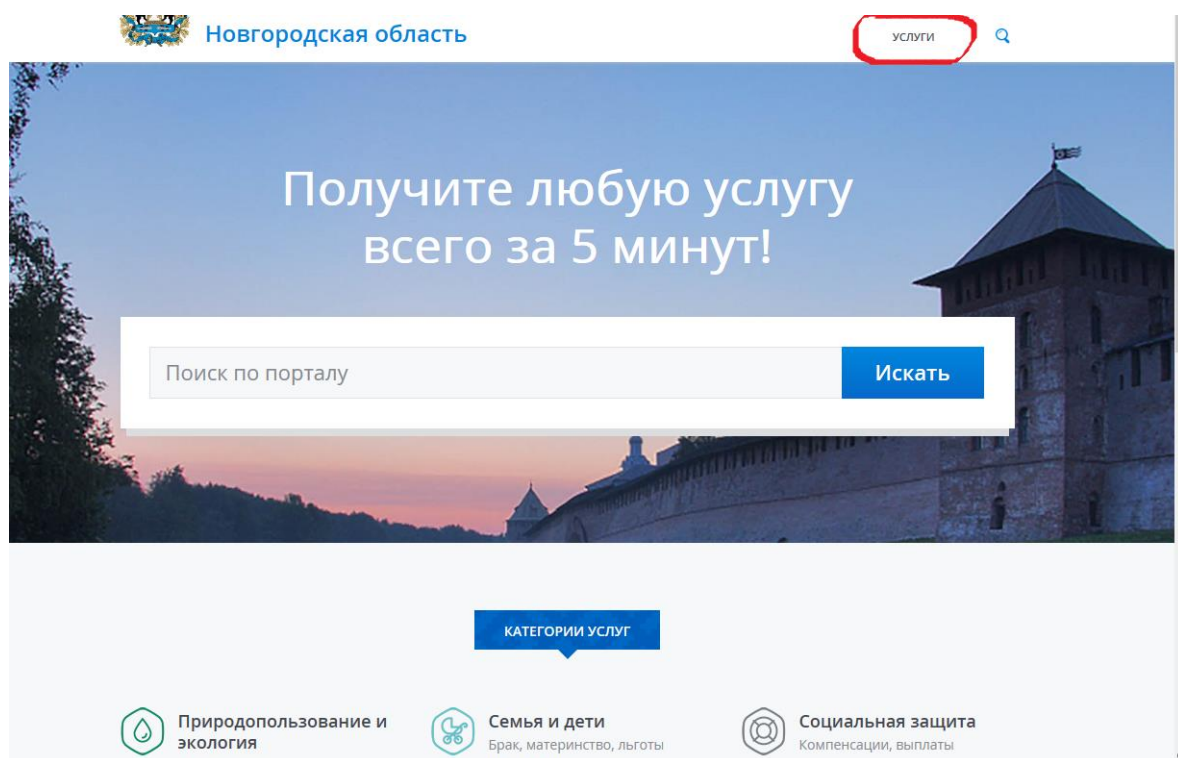 Новгородская область
УСЛУГИ
Получите любую услугу
всего за 5 минут!
Поиск по порталу
Искать
КАТЕГОРИИ УСЛУГ
Природопользование и
экология
Семья и дети
Брак, материнство, льготы
Социальная защита
Компенсации, выплаты